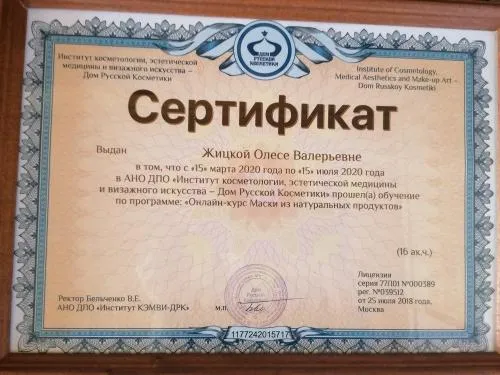 ДОМ
РУССКОЙ
КОСМЕТИКИ
Институт косметологии, эстетической
медицины и визажного искусства –
Дом Русской Косметики
Institute of Cosmetology,
Medical Aesthetics and Make-up Art –
Dom Russkoy Kosmetiki
Сертификат
Выдан Жицкой Олесе Валерьевне
в том, что с «15» марта 2020 года по «15» июля 2020 года
в АНО ДПО «Институт косметологии, эстетической медицины
и визажного искусства – Дом Русской Косметики» прошел(а) обучение
по программе: «Онлайн-курс Маски из натуральных продуктов»
(16 ак.ч.)
Лицензия
серия 77Л01 №000389
рег. №039512
от 25 июля 2018 года,
Москва
Ректор Бельченко В.Е.
АНО ДПО «Институт КЭМВИ-ДРК»
м.п.
1177242015717